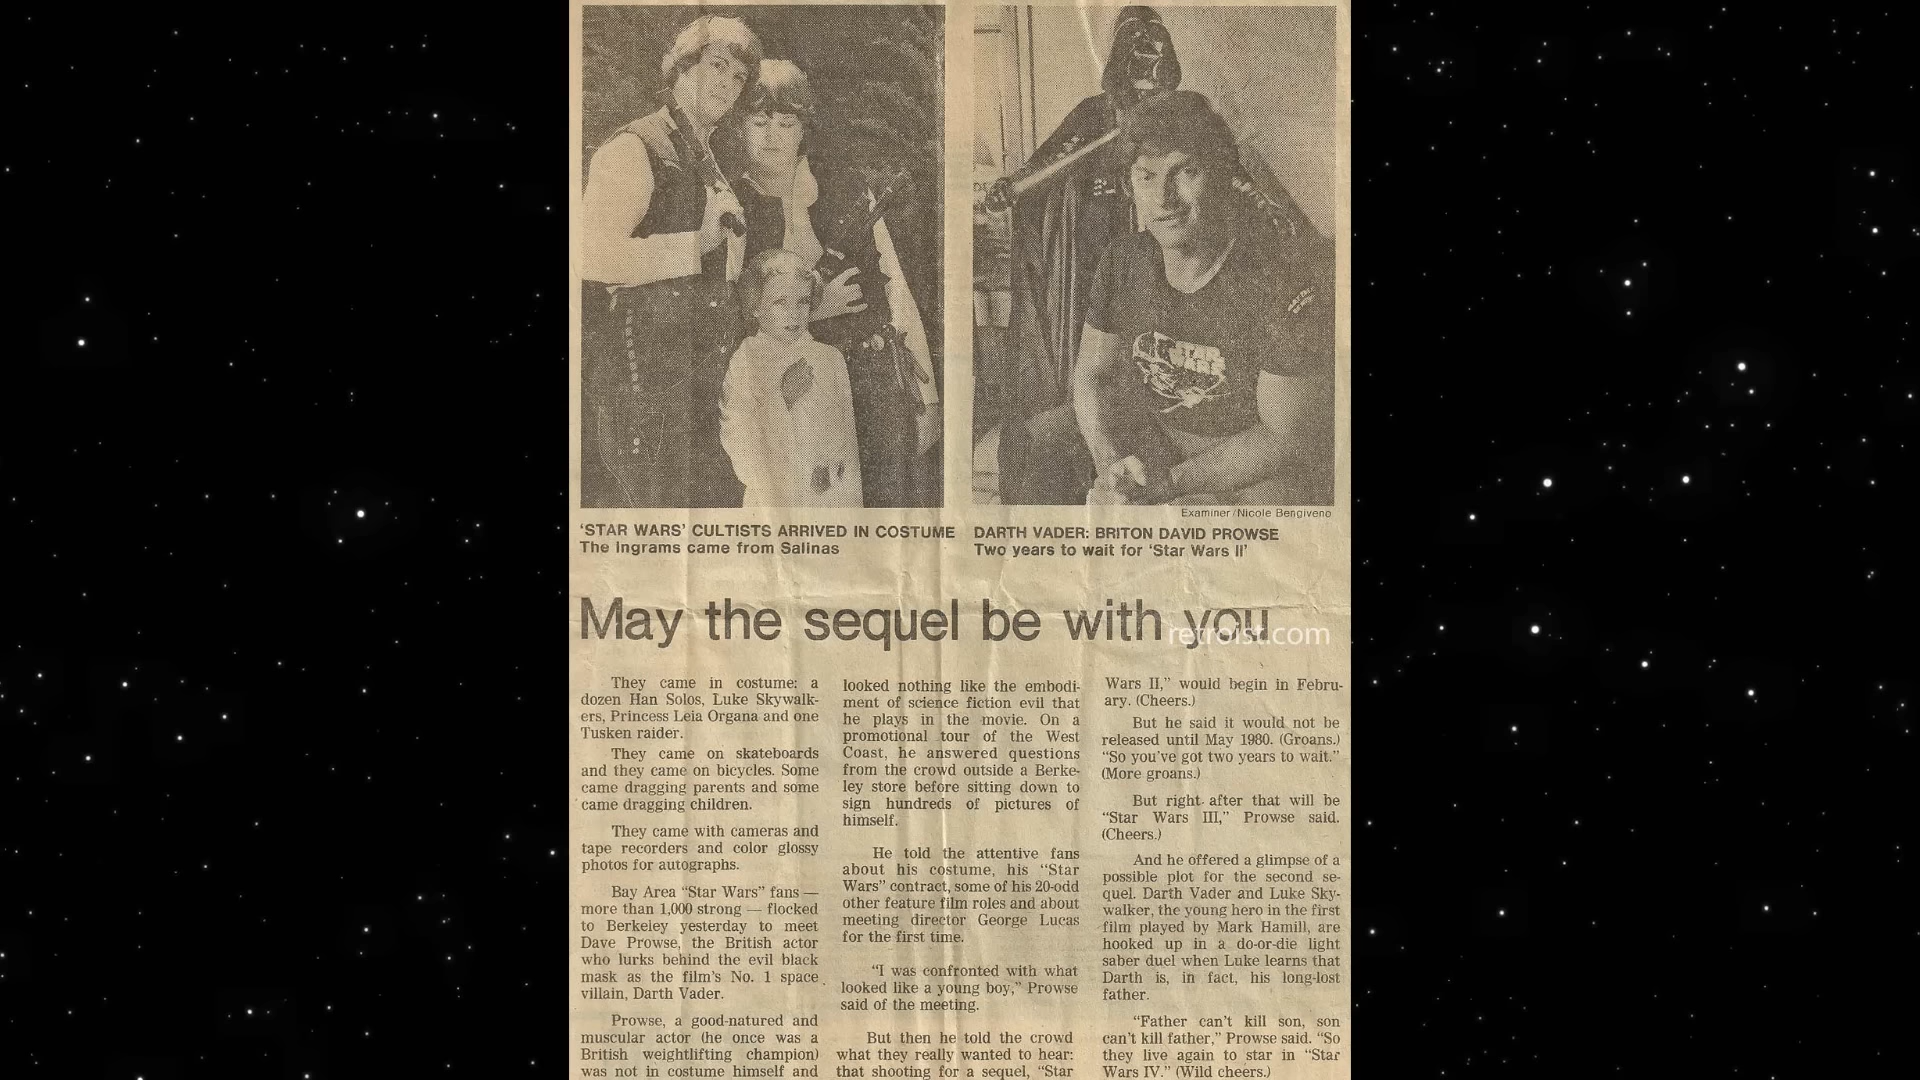 STAR
WARS
Examiner/Nicole Bengiveno
'STAR WARS' CULTISTS ARRIVED IN COSTUME
The Ingrams came from Salinas
DARTH VADER: BRITON DAVID PROWSE
Two years to wait for 'Star Wars II'
May the sequel be with you
retroist.com
They came in costume: a
dozen Han Solos, Luke Skywalk-
ers, Princess Leia Organa and one
Tusken raider.
They came on skateboards
and they came on bicycles. Some
came dragging parents and some
came dragging children.
They came with cameras and
tape recorders and color glossy
photos for autographs.
Bay Area "Star Wars" fans —
more than 1,000 strong — flocked
to Berkeley yesterday to meet
Dave Prowse, the British actor
who lurks behind the evil black
mask as the film's No. 1 space
villain, Darth Vader.
Prowse, a good-natured and
muscular actor (he once was a
British weightlifting champion)
was not in costume himself and
looked nothing like the embodi-
ment of science fiction evil that
he plays in the movie. On a
promotional tour of the West
Coast, he answered questions
from the crowd outside a Berke-
ley store before sitting down to
sign hundreds of pictures of
himself.
He told the attentive fans
about his costume, his "Star
Wars" contract, some of his 20-odd
other feature film roles and about
meeting director George Lucas
for the first time.
"I was confronted with what
looked like a young boy," Prowse
said of the meeting.
But then he told the crowd
what they really wanted to hear:
that shooting for a sequel, "Star
Wars II," would begin in Febru-
ary. (Cheers.)
But he said it would not be
released until May 1980. (Groans.)
"So you've got two years to wait."
(More groans.)
But right after that will be
"Star Wars III," Prowse said.
(Cheers.)
And he offered a glimpse of a
possible plot for the second se-
quel. Darth Vader and Luke Sky-
walker, the young hero in the first
film played by Mark Hamill, are
hooked up in a do-or-die light
saber duel when Luke learns that
Darth is, in fact, his long-lost
father.
"Father can't kill son, son
can't kill father," Prowse said. "So
they live again to star in "Star
Wars IV." (Wild cheers.)